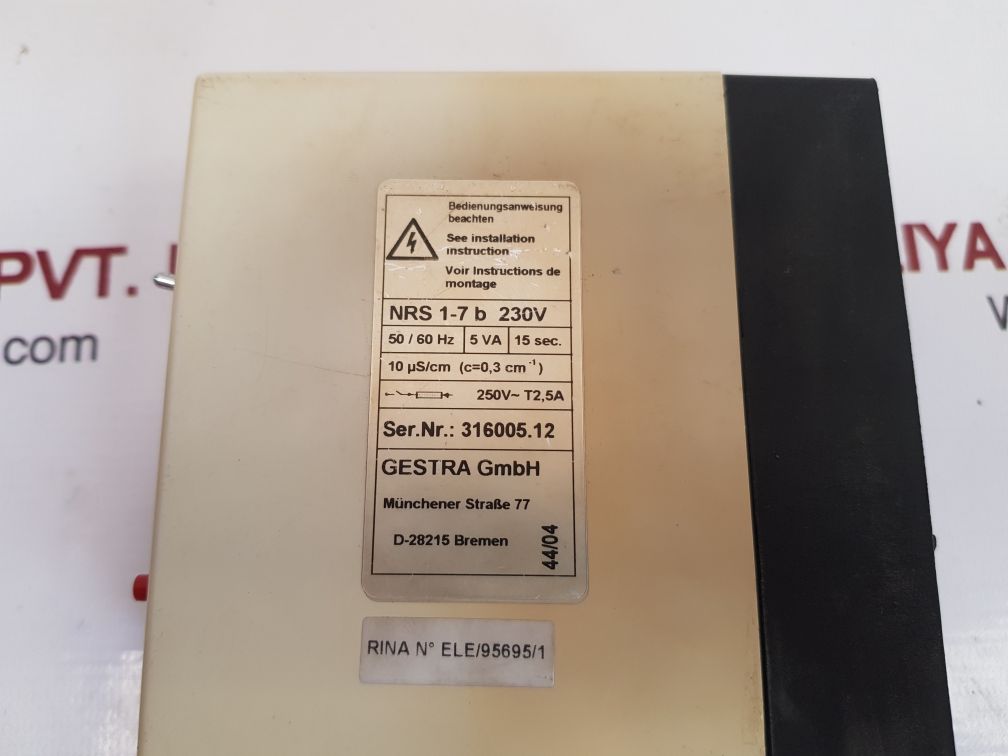 Bedienungsanweisung
beachten
See installation
instruction
Voir Instructions de
montage
NRS 1-7 b 230V
50 / 60 Hz 5 VA 15 sec.
10 µS/cm (c=0,3 cm⁻¹)
250V~ T2,5A
Ser.Nr.: 316005.12
GESTRA GmbH
Münchener Straße 77
D-28215 Bremen
44/04
RINA N° ELE/95695/1
PVT.
com